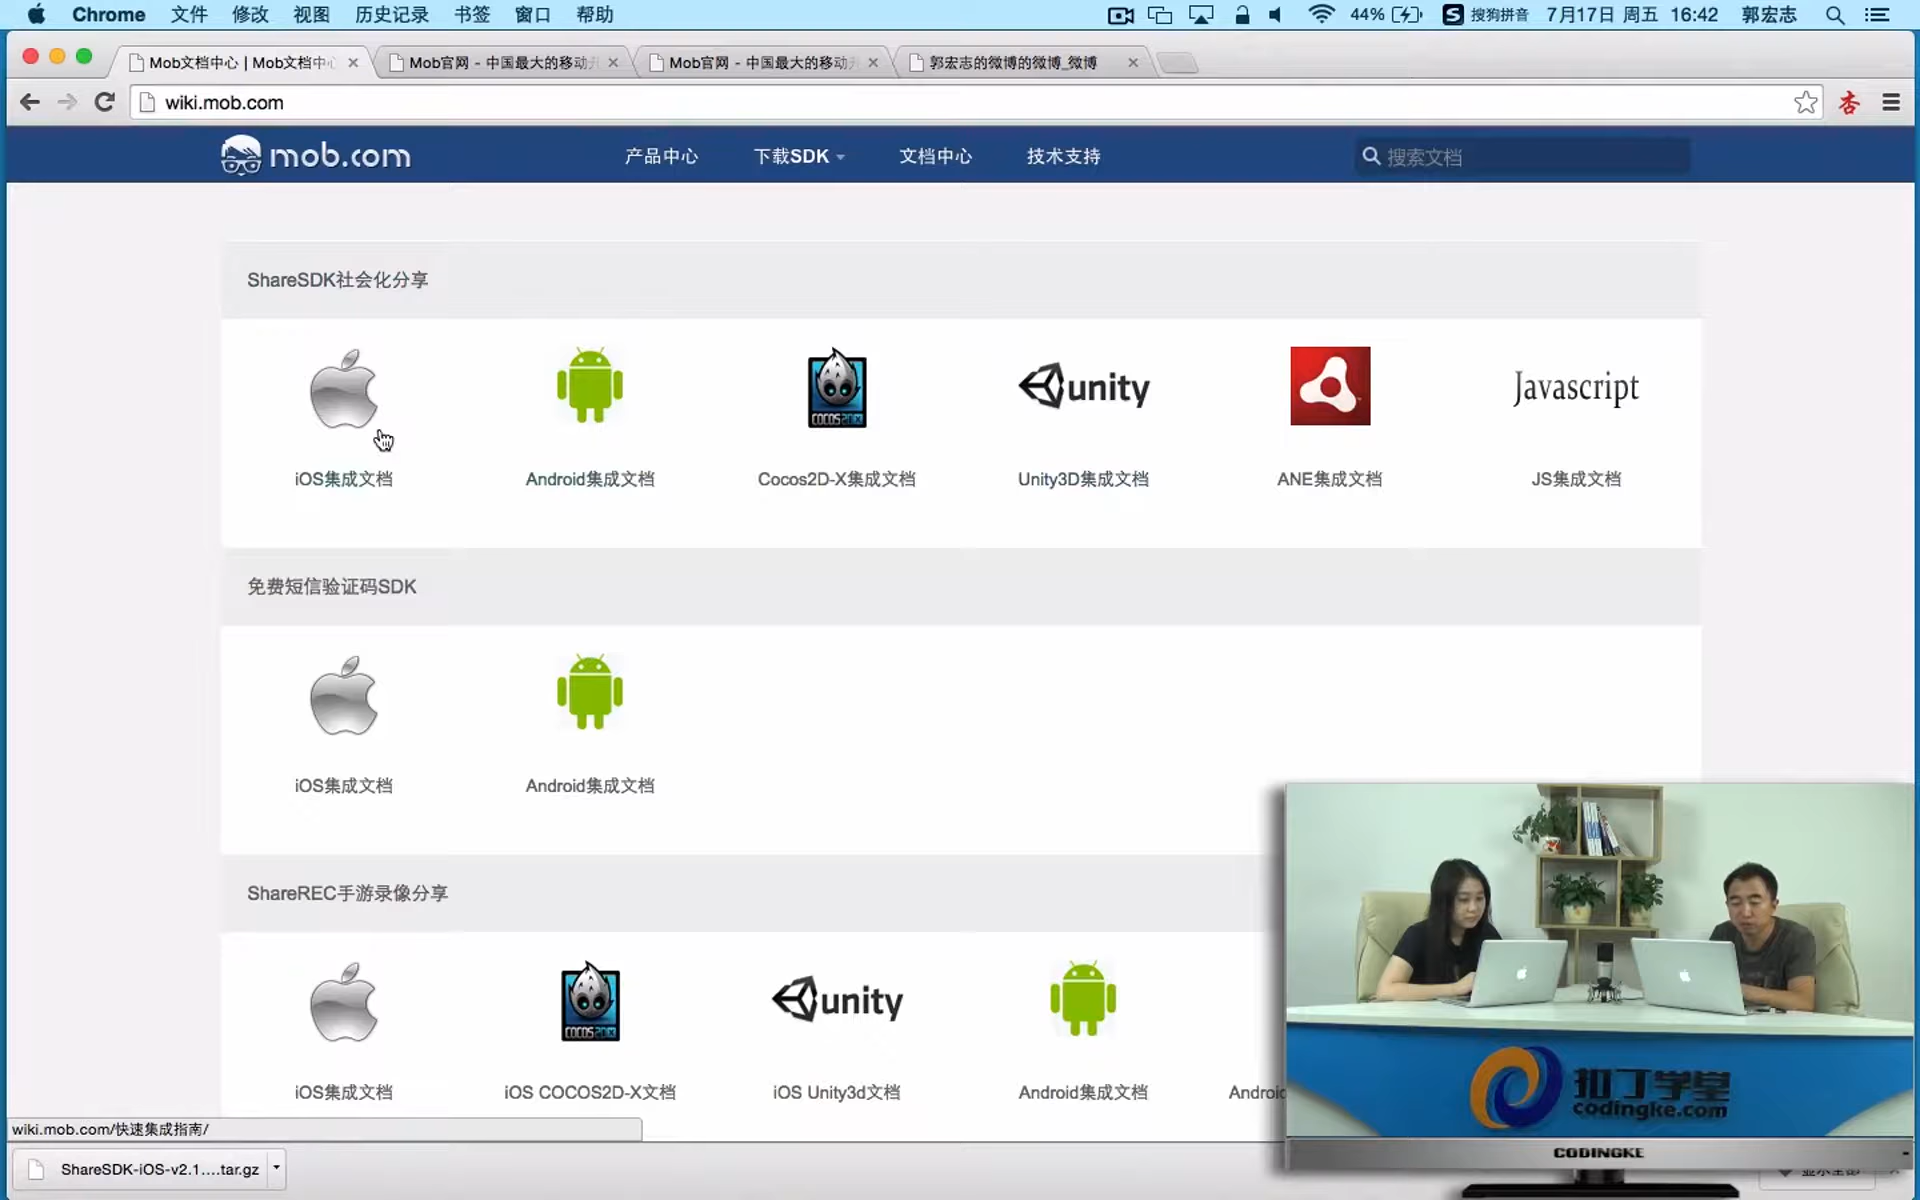 Chrome 文件 修改 视图 历史记录 书签 窗口 帮助 44% 搜狗拼音 7月17日 周五 16:42 郭宏志
Mob文档中心 | Mob文档中心 Mob官网 - 中国最大的移动 Mob官网 - 中国最大的移动 郭宏志的微博的微博_微博
wiki.mob.com
mob.com 产品中心 下载SDK 文档中心 技术支持 搜索文档
ShareSDK社会化分享
COCOS2DX unity Javascript
iOS集成文档 Android集成文档 Cocos2D-X集成文档 Unity3D集成文档 ANE集成文档 JS集成文档
免费短信验证码SDK
iOS集成文档 Android集成文档
ShareREC手游录像分享
COCOS2DX unity
iOS集成文档 iOS COCOS2D-X文档 iOS Unity3d文档 Android集成文档
扣丁学堂
codingke.com
CODINGKE
wiki.mob.com/快速集成指南/
ShareSDK-iOS-v2.1....tar.gz